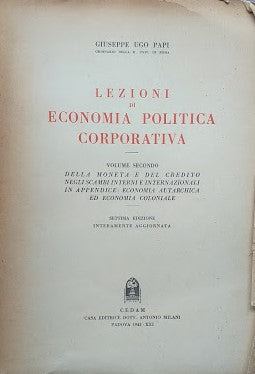 GIUSEPPE UGO PAPI
ORDINARIO DELLA R. UNIV. DI ROMA
LEZIONI
di
ECONOMIA POLITICA
CORPORATIVA
VOLUME SECONDO
DELLA MONETA E DEL CREDITO
NEGLI SCAMBI INTERNI E INTERNAZIONALI
IN APPENDICE: ECONOMIA AUTARCHICA
ED ECONOMIA COLONIALE
SETTIMA EDIZIONE
INTERAMENTE AGGIORNATA
CEDAM
CASA EDITRICE DOTT. ANTONIO MILANI
PADOVA 1943 - XXI